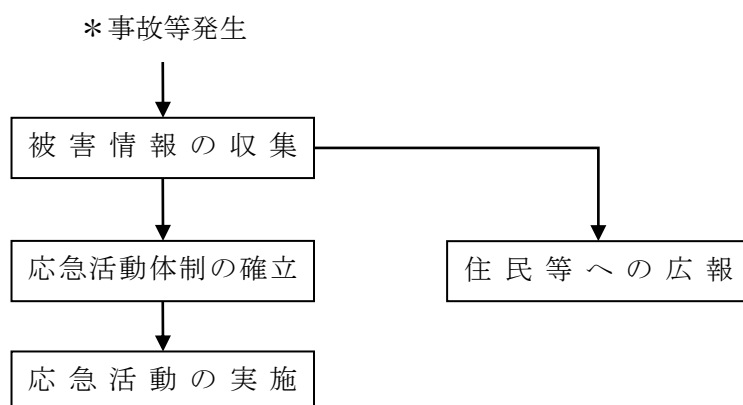 ＊事故等発生
被害情報の収集
応急活動体制の確立
住民等への広報
応急活動の実施